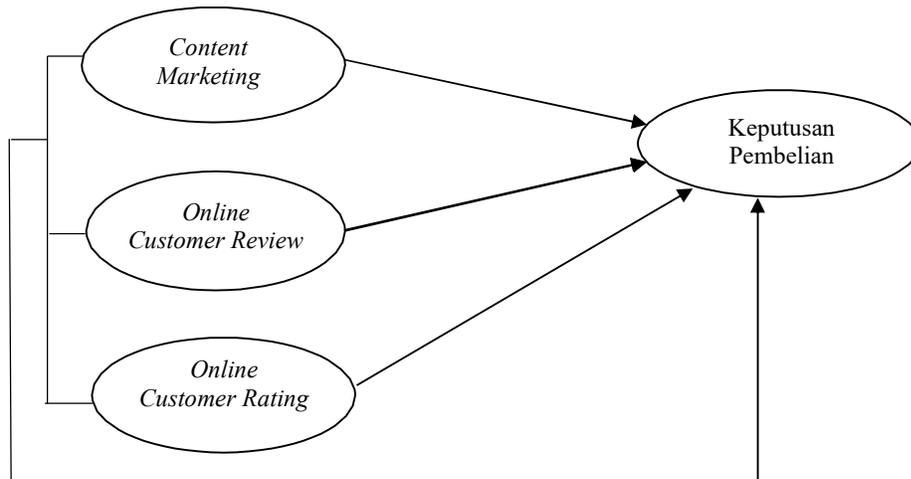 Content
Marketing
Keputusan
Pembelian
Online
Customer Review
Online
Customer Rating